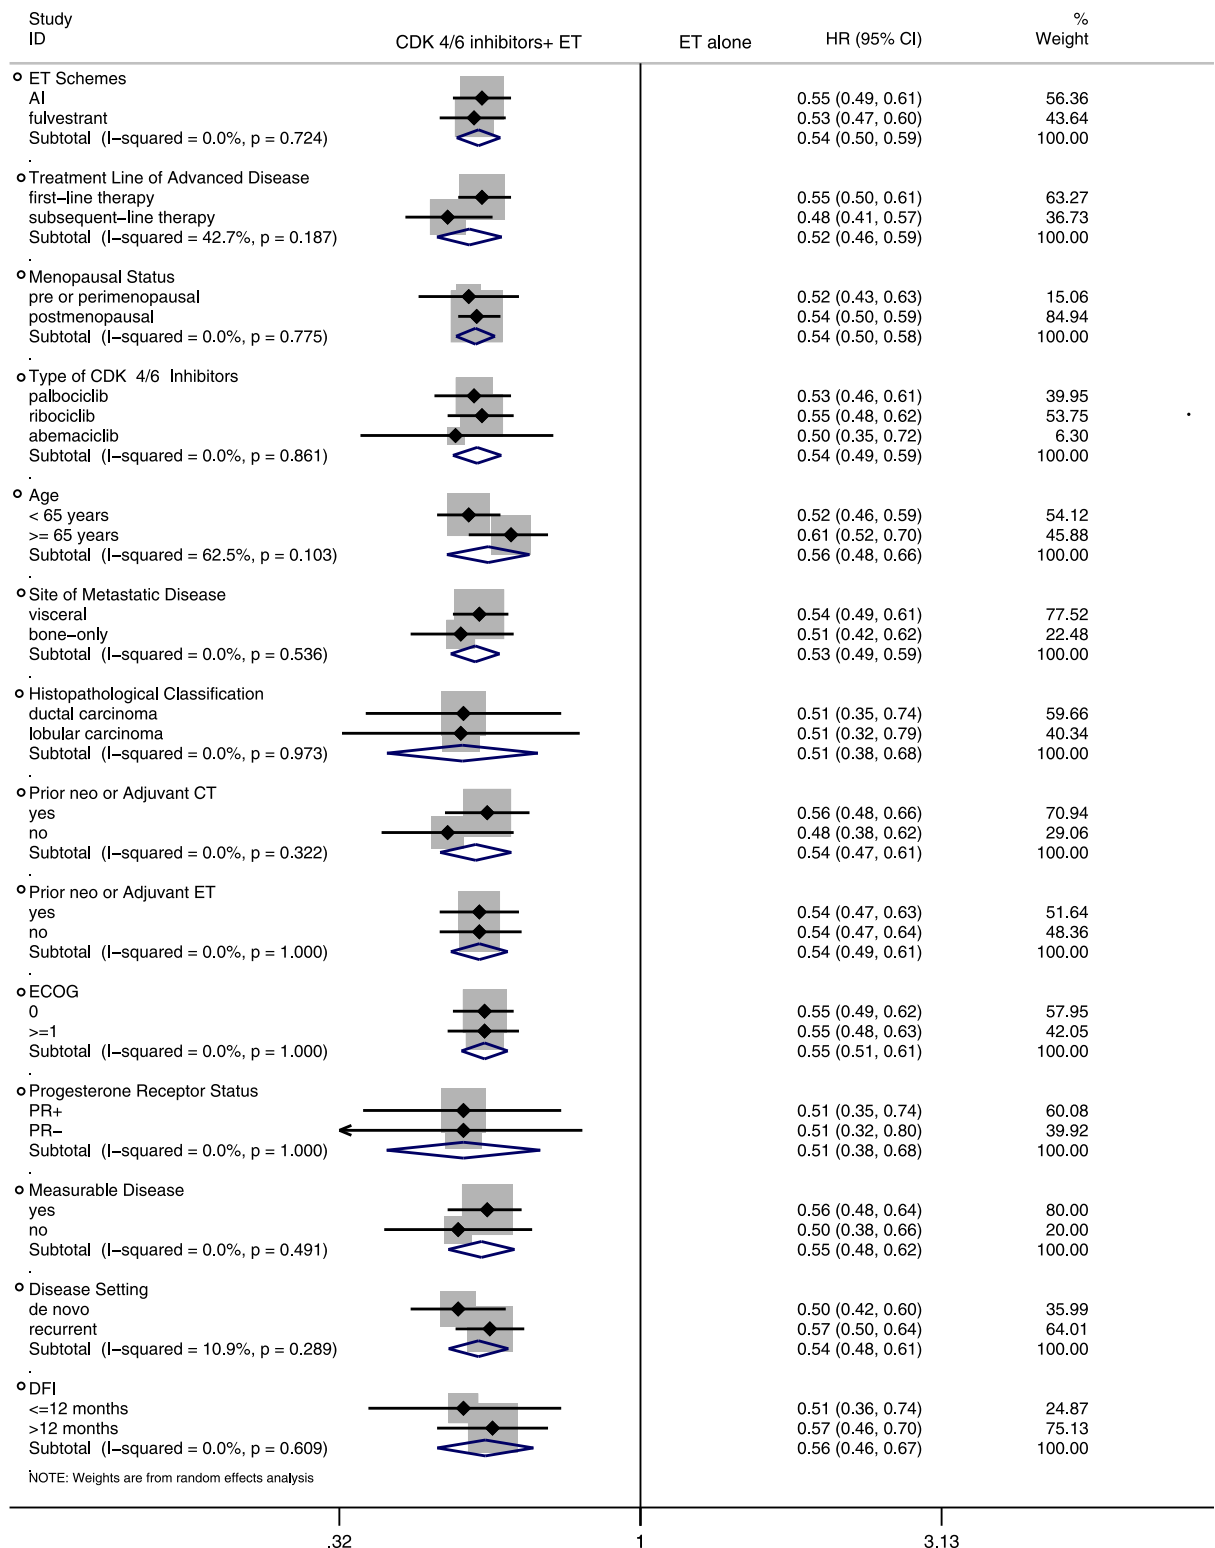 Study %
ID CDK 4/6 inhibitors+ ET ET alone HR (95% CI) Weight
ET Schemes
AI 0.55 (0.49, 0.61) 56.36
fulvestrant 0.53 (0.47, 0.60) 43.64
Subtotal (I−squared = 0.0%, p = 0.724) 0.54 (0.50, 0.59) 100.00
.
Treatment Line of Advanced Disease
first−line therapy 0.55 (0.50, 0.61) 63.27
subsequent−line therapy 0.48 (0.41, 0.57) 36.73
Subtotal (I−squared = 42.7%, p = 0.187) 0.52 (0.46, 0.59) 100.00
.
Menopausal Status
pre or perimenopausal 0.52 (0.43, 0.63) 15.06
postmenopausal 0.54 (0.50, 0.59) 84.94
Subtotal (I−squared = 0.0%, p = 0.775) 0.54 (0.50, 0.58) 100.00
.
Type of CDK 4/6 Inhibitors
palbociclib 0.53 (0.46, 0.61) 39.95
ribociclib 0.55 (0.48, 0.62) 53.75
abemaciclib 0.50 (0.35, 0.72) 6.30
Subtotal (I−squared = 0.0%, p = 0.861) 0.54 (0.49, 0.59) 100.00
.
Age
< 65 years 0.52 (0.46, 0.59) 54.12
>= 65 years 0.61 (0.52, 0.70) 45.88
Subtotal (I−squared = 62.5%, p = 0.103) 0.56 (0.48, 0.66) 100.00
.
Site of Metastatic Disease
visceral 0.54 (0.49, 0.61) 77.52
bone−only 0.51 (0.42, 0.62) 22.48
Subtotal (I−squared = 0.0%, p = 0.536) 0.53 (0.49, 0.59) 100.00
.
Histopathological Classification
ductal carcinoma 0.51 (0.35, 0.74) 59.66
lobular carcinoma 0.51 (0.32, 0.79) 40.34
Subtotal (I−squared = 0.0%, p = 0.973) 0.51 (0.38, 0.68) 100.00
.
Prior neo or Adjuvant CT
yes 0.56 (0.48, 0.66) 70.94
no 0.48 (0.38, 0.62) 29.06
Subtotal (I−squared = 0.0%, p = 0.322) 0.54 (0.47, 0.61) 100.00
.
Prior neo or Adjuvant ET
yes 0.54 (0.47, 0.63) 51.64
no 0.54 (0.47, 0.64) 48.36
Subtotal (I−squared = 0.0%, p = 1.000) 0.54 (0.49, 0.61) 100.00
.
ECOG
0 0.55 (0.49, 0.62) 57.95
>=1 0.55 (0.48, 0.63) 42.05
Subtotal (I−squared = 0.0%, p = 1.000) 0.55 (0.51, 0.61) 100.00
.
Progesterone Receptor Status
PR+ 0.51 (0.35, 0.74) 60.08
PR− 0.51 (0.32, 0.80) 39.92
Subtotal (I−squared = 0.0%, p = 1.000) 0.51 (0.38, 0.68) 100.00
.
Measurable Disease
yes 0.56 (0.48, 0.64) 80.00
no 0.50 (0.38, 0.66) 20.00
Subtotal (I−squared = 0.0%, p = 0.491) 0.55 (0.48, 0.62) 100.00
.
Disease Setting
de novo 0.50 (0.42, 0.60) 35.99
recurrent 0.57 (0.50, 0.64) 64.01
Subtotal (I−squared = 10.9%, p = 0.289) 0.54 (0.48, 0.61) 100.00
.
DFI
<=12 months 0.51 (0.36, 0.74) 24.87
>12 months 0.57 (0.46, 0.70) 75.13
Subtotal (I−squared = 0.0%, p = 0.609) 0.56 (0.46, 0.67) 100.00
.
NOTE: Weights are from random effects analysis
.32 1 3.13